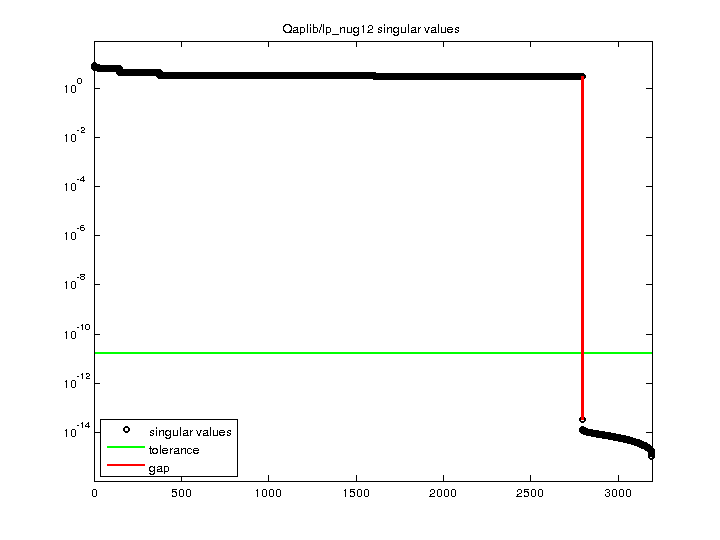 Qaplib/lp_nug12 singular values
10^0
10^-2
10^-4
10^-6
10^-8
10^-10
10^-12
10^-14
singular values
tolerance
gap
0 500 1000 1500 2000 2500 3000